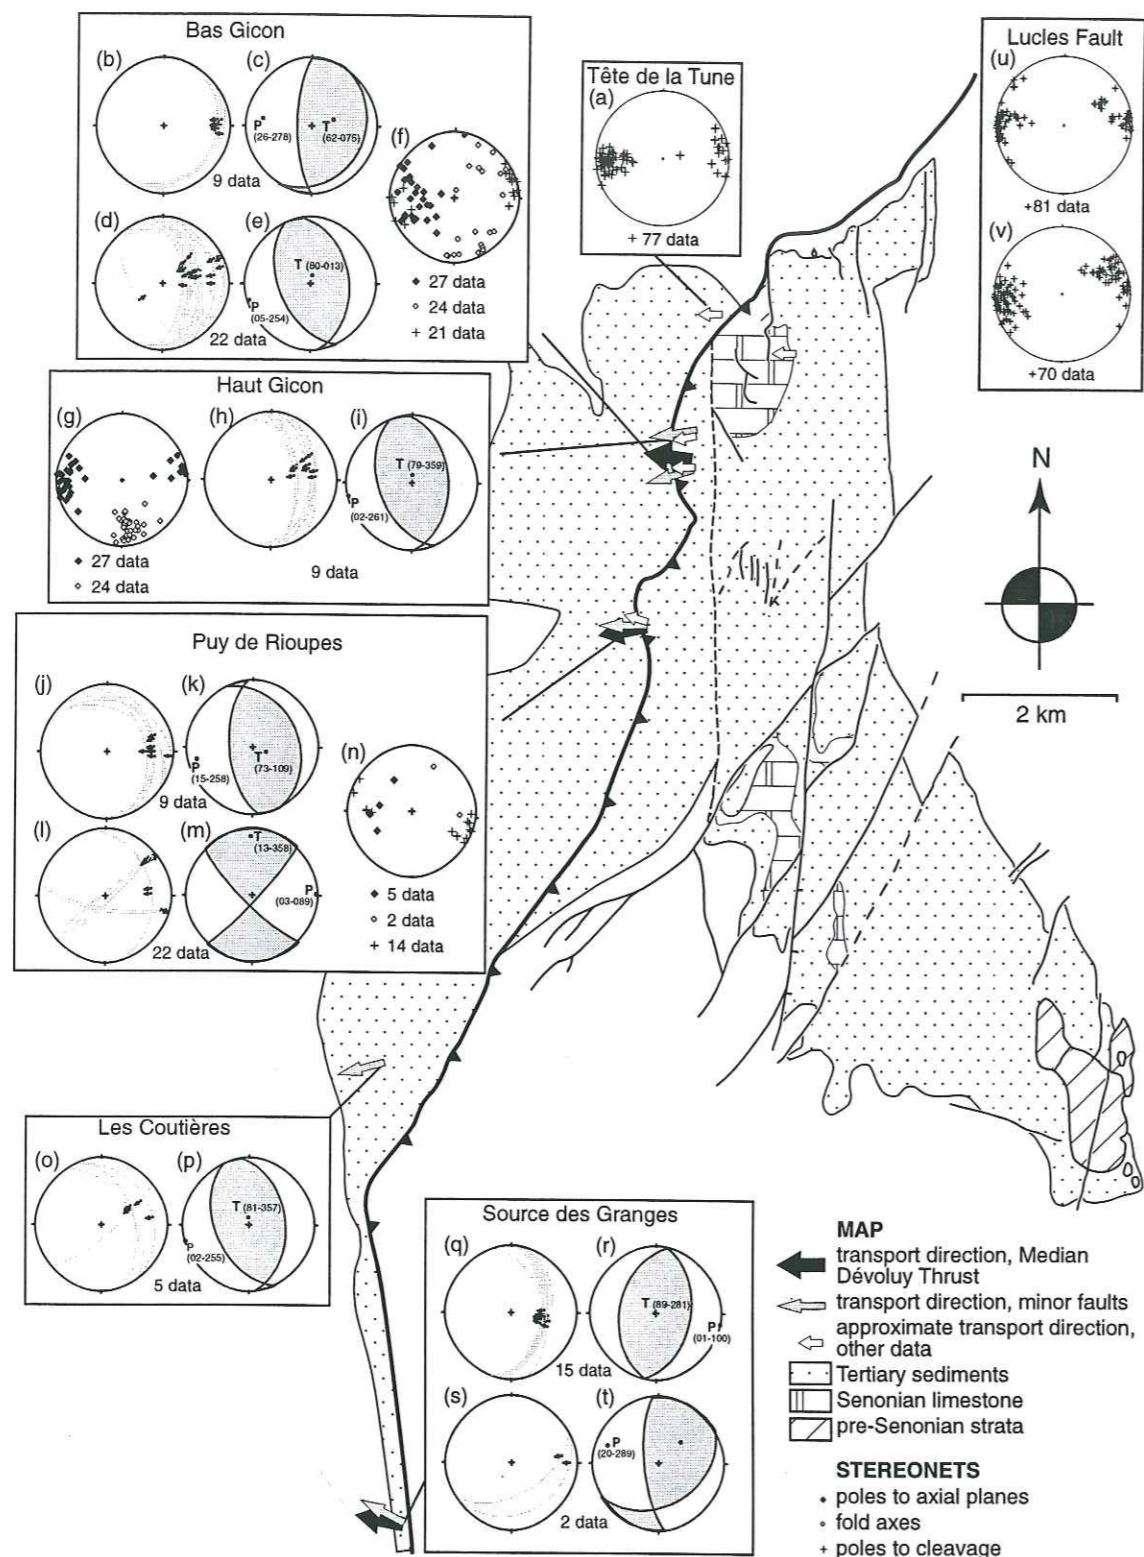 Bas Gicon
(b)
(c)
P
(26-278)
T
(62-075)
9 data
(d)
(e)
T (80-013)
P
(05-254)
22 data
(f)
27 data
24 data
+ 21 data
Tête de la Tune
(a)
+ 77 data
Lucles Fault
(u)
+81 data
(v)
+70 data
Haut Gicon
(g)
(h)
(i)
T (79-359)
P
(02-261)
27 data
24 data
9 data
N
2 km
Puy de Rioupes
(j)
(k)
P
(15-258)
T
(73-109)
9 data
(l)
(m)
T
(13-358)
P
(03-089)
22 data
(n)
5 data
2 data
+ 14 data
Les Coutières
(o)
(p)
T (81-357)
P
(02-255)
5 data
Source des Granges
(q)
(r)
T (89-281)
P
(01-100)
15 data
(s)
(t)
P
(20-289)
2 data
MAP
transport direction, Median
Dévoluy Thrust
transport direction, minor faults
approximate transport direction,
other data
Tertiary sediments
Senonian limestone
pre-Senonian strata
STEREONETS
poles to axial planes
fold axes
+ poles to cleavage